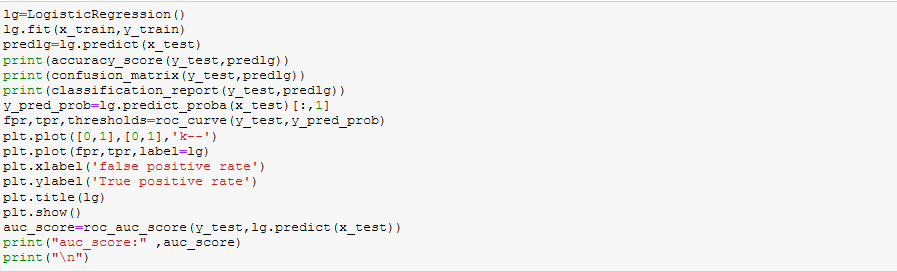 lg=LogisticRegression()
lg.fit(x_train,y_train)
predlg=lg.predict(x_test)
print(accuracy_score(y_test,predlg))
print(confusion_matrix(y_test,predlg))
print(classification_report(y_test,predlg))
y_pred_prob=lg.predict_proba(x_test)[:,1]
fpr,tpr,thresholds=roc_curve(y_test,y_pred_prob)
plt.plot([0,1],[0,1],'k--')
plt.plot(fpr,tpr,label=lg)
plt.xlabel('false positive rate')
plt.ylabel('True positive rate')
plt.title(lg)
plt.show()
auc_score=roc_auc_score(y_test,lg.predict(x_test))
print("auc_score:" ,auc_score)
print("\n")